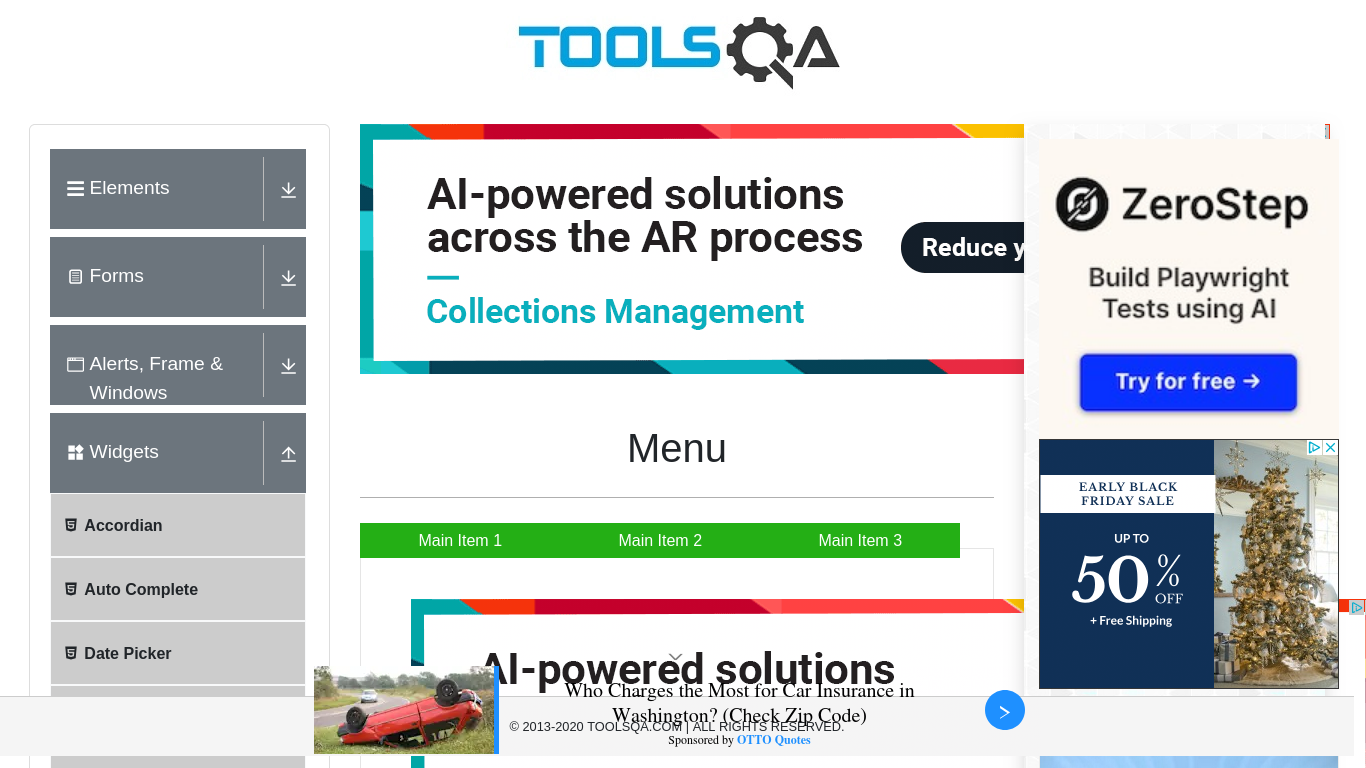 TOOLSQA
Elements
Forms
Alerts, Frame &
Windows
Widgets
Accordian
Auto Complete
Date Picker
AI-powered solutions
across the AR process
Collections Management
Reduce y
ZeroStep
Build Playwright
Tests using AI
Try for free →
EARLY BLACK
FRIDAY SALE
UP TO
50% OFF
+ Free Shipping
Menu
Main Item 1
Main Item 2
Main Item 3
AI-powered solutions
Who Charges the Most for Car Insurance in
Washington? (Check Zip Code)
© 2013-2020 TOOLSQA.COM | ALL RIGHTS RESERVED.
Sponsored by OTTO Quotes